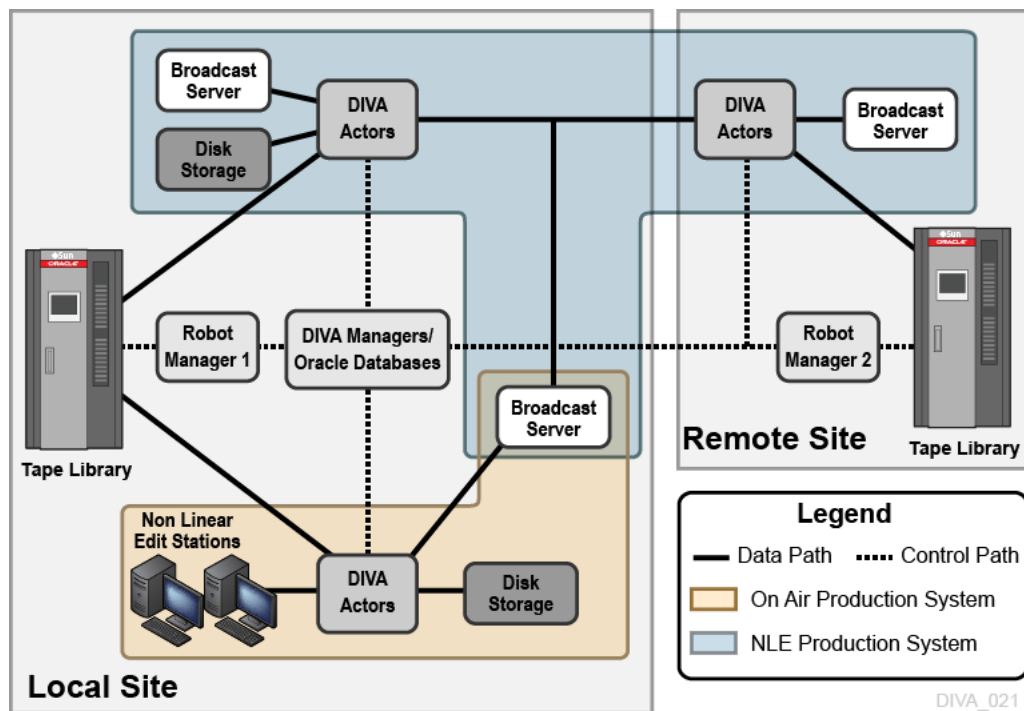 Broadcast
Server
DIVA
Actors
Disk
Storage
DIVA
Actors
Broadcast
Server
Sun
ORACLE
Sun
ORACLE
Robot
Manager 1
DIVA Managers/
Oracle Databases
Robot
Manager 2
Broadcast
Server
Remote Site
Tape Library
Tape Library
Non Linear
Edit Stations
DIVA
Actors
Disk
Storage
Local Site
Legend
Data Path
Control Path
On Air Production System
NLE Production System
DIVA_021